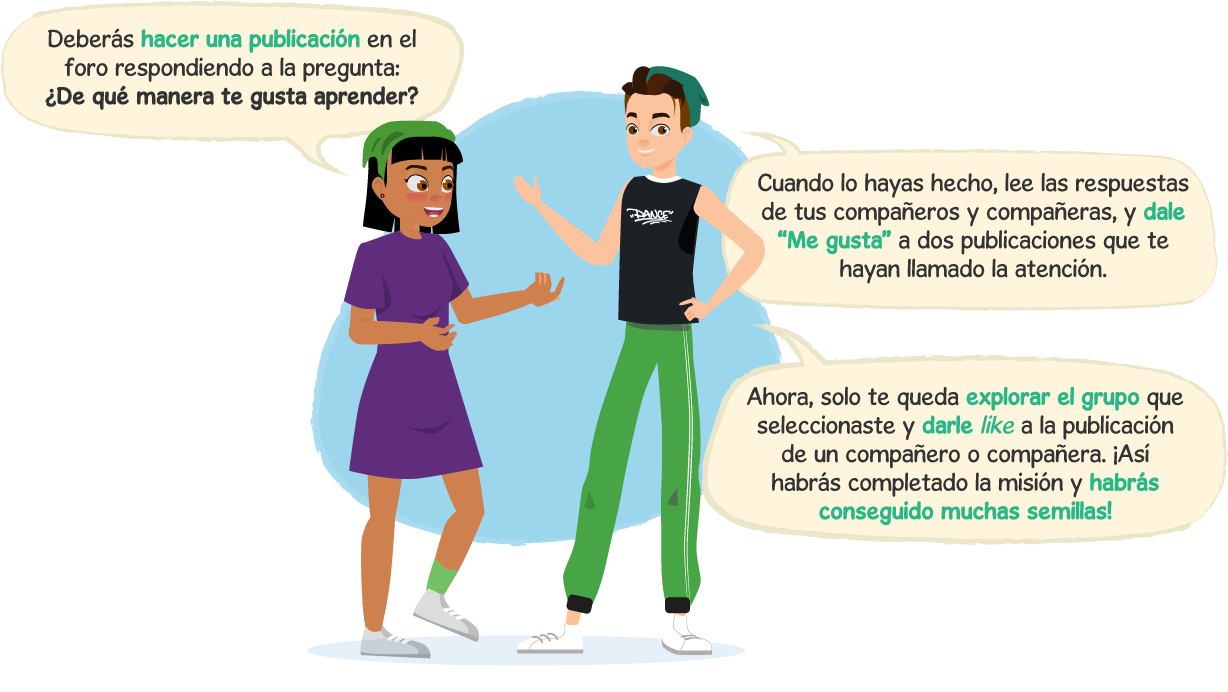 Deberás hacer una publicación en el
foro respondiendo a la pregunta:
¿De qué manera te gusta aprender?
DANCE
Cuando lo hayas hecho, lee las respuestas
de tus compañeros y compañeras, y dale
“Me gusta” a dos publicaciones que te
hayan llamado la atención.
Ahora, solo te queda explorar el grupo que
seleccionaste y darle like a la publicación
de un compañero o compañera. ¡Así
habrás completado la misión y habrás
conseguido muchas semillas!